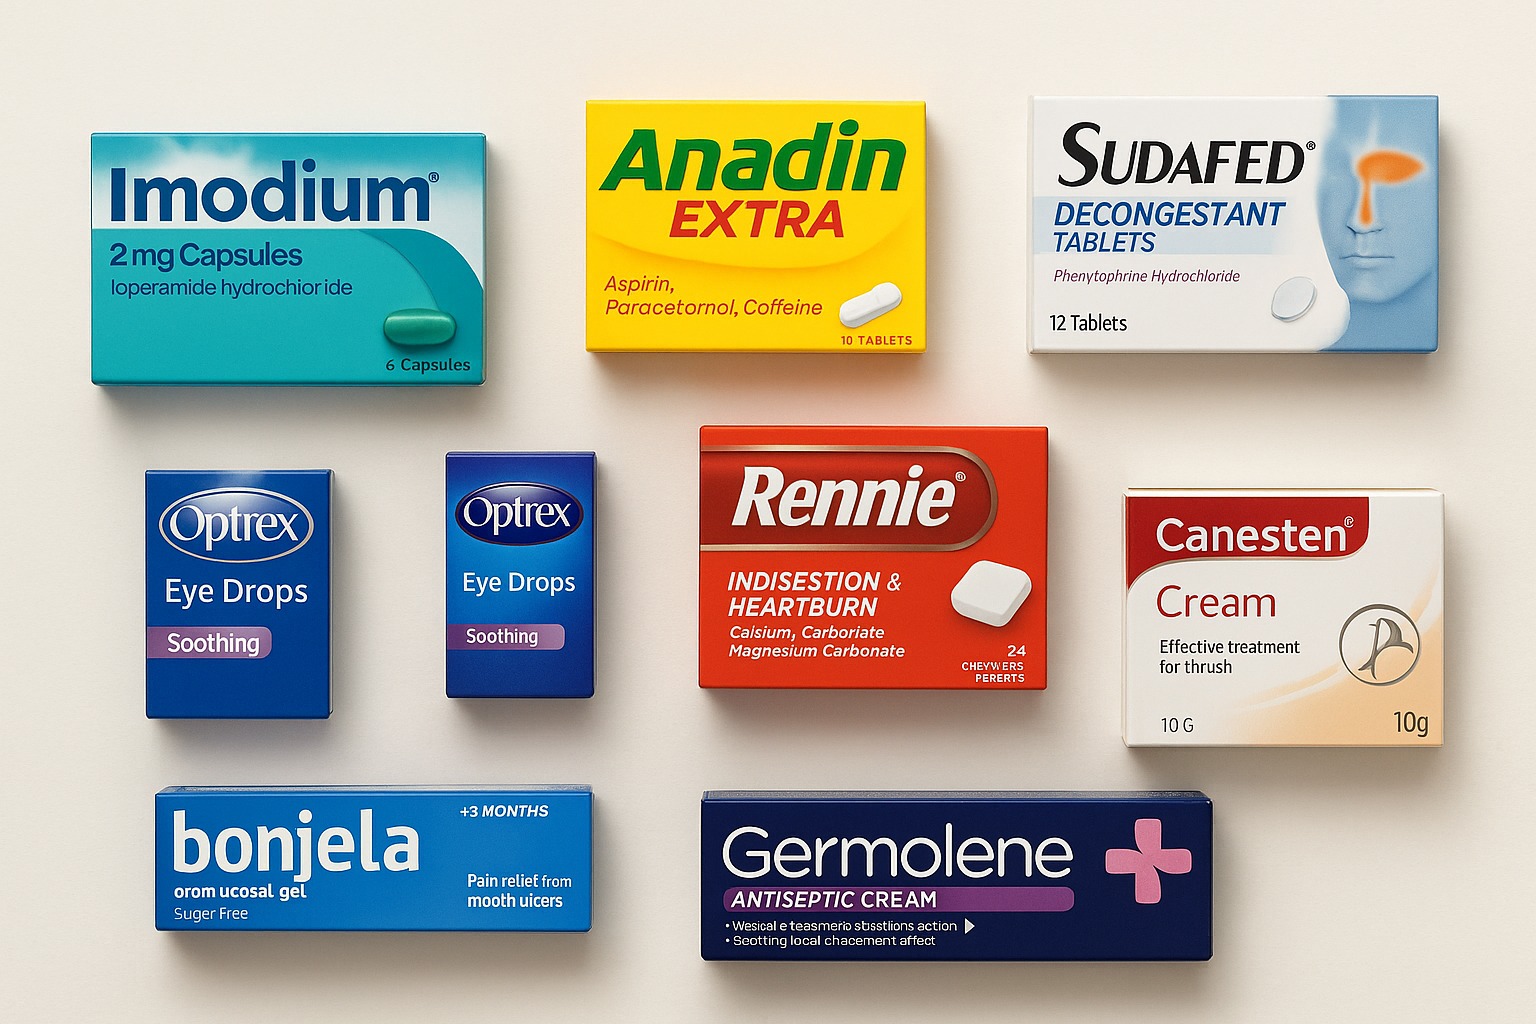 Imodium®
2 mg Capsules
loperamide hydrochior ide
6 Capsules
Anadin
EXTRA
Aspirin,
Paracetornol, Coffeine
10 TABLETS
SUDAFED®
DECONGESTANT
TABLETS
Phenytophrine Hydrochloride
12 Tablets
Optrex
Eye Drops
Soothing
Optrex
Eye Drops
Soothing
Rennie®
INDISESTION &
HEARTBURN
Calsium, Carboriate
Magnesium Carbonate
24
CHEYWERS
PERERTS
Canesten®
Cream
Effective treatment
for thrush
10 G
10g
bonjela
+3 MONTHS
orom ucosal gel
Suger Free
Pain relief from
mooth uicers
Germolene
ANTISEPTIC CREAM
• Wesical e teasmeric stsstlions action
• Seotting local chacement affect